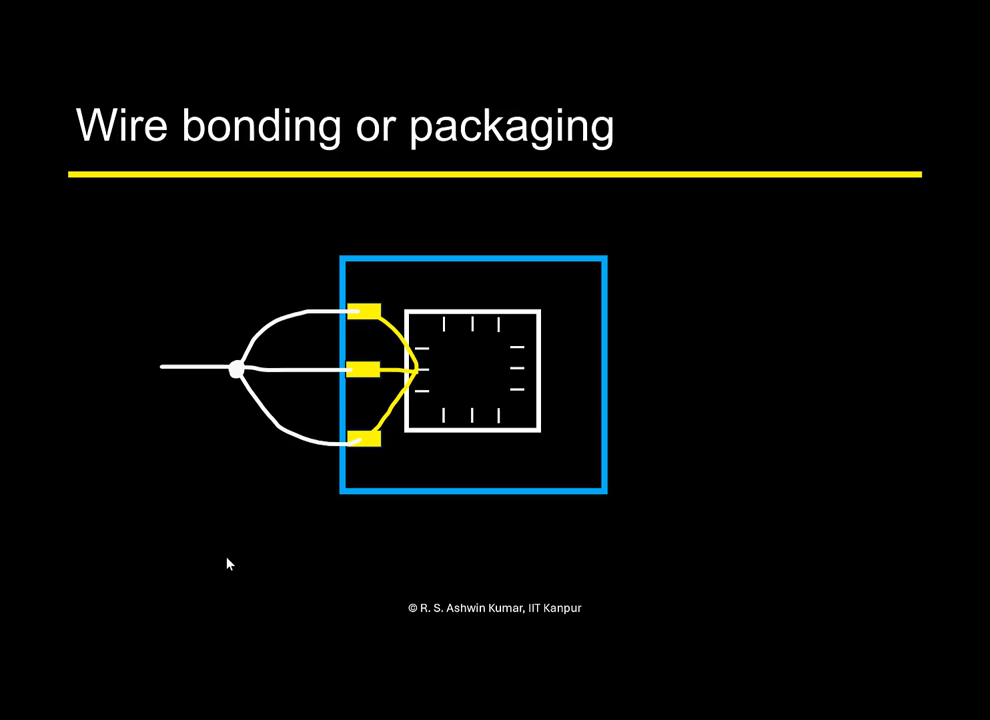 Wire bonding or packaging
© R. S. Ashwin Kumar, IIT Kanpur